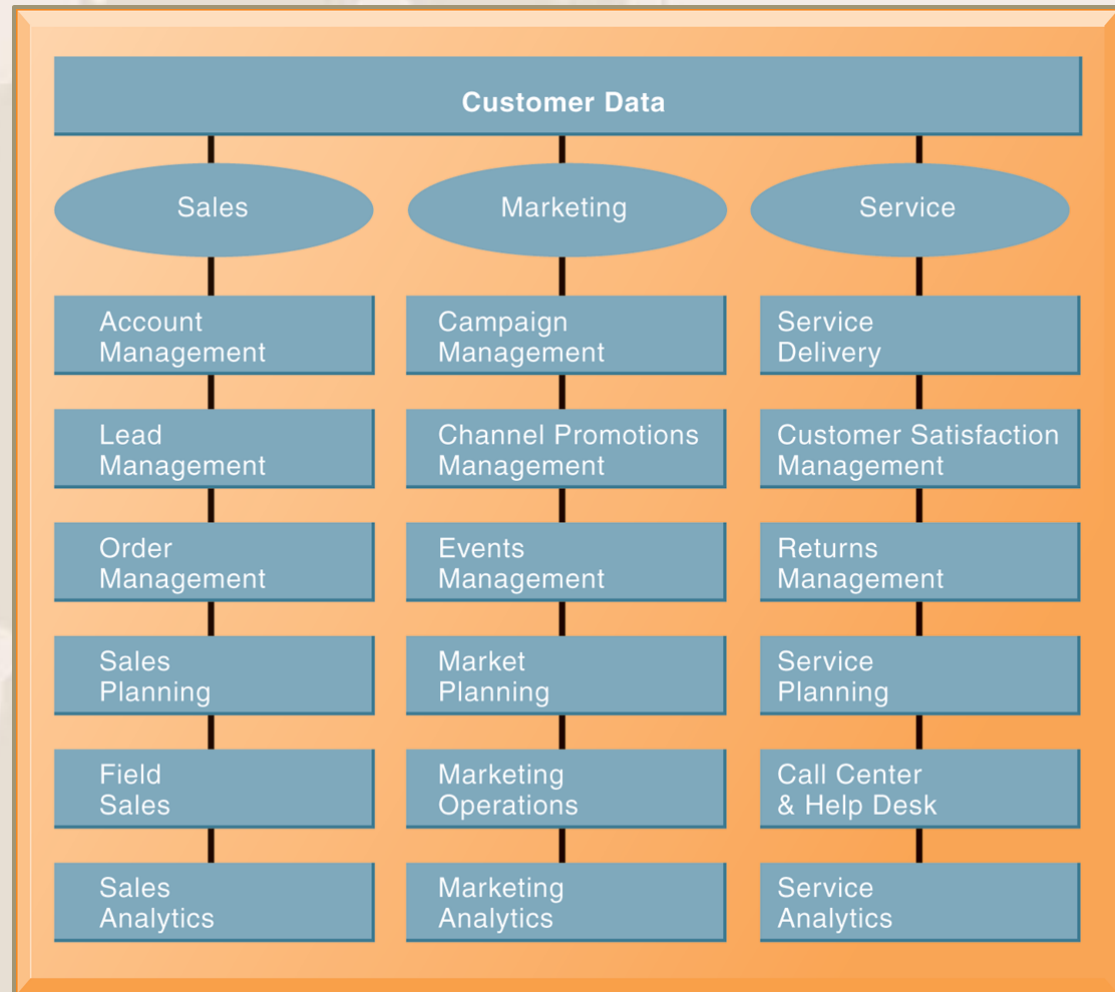 Customer Data
Sales
Marketing
Service
Account
Management
Campaign
Management
Service
Delivery
Lead
Management
Channel Promotions
Management
Customer Satisfaction
Management
Order
Management
Events
Management
Returns
Management
Sales
Planning
Market
Planning
Service
Planning
Field
Sales
Marketing
Operations
Call Center
& Help Desk
Sales
Analytics
Marketing
Analytics
Service
Analytics